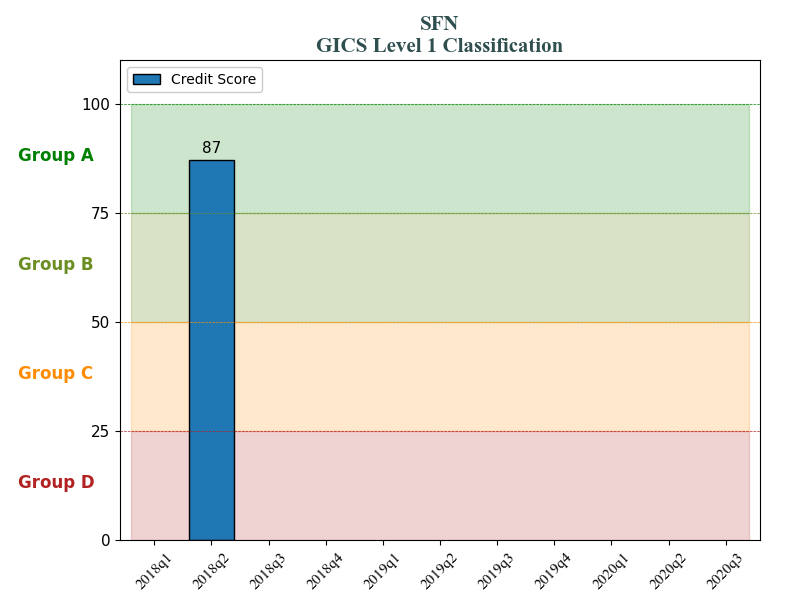 SFN
GICS Level 1 Classification
Credit Score
100
Group A
87
75
Group B
50
Group C
25
Group D
0
2018q1 2018q2 2018q3 2018q4 2019q1 2019q2 2019q3 2019q4 2020q1 2020q2 2020q3